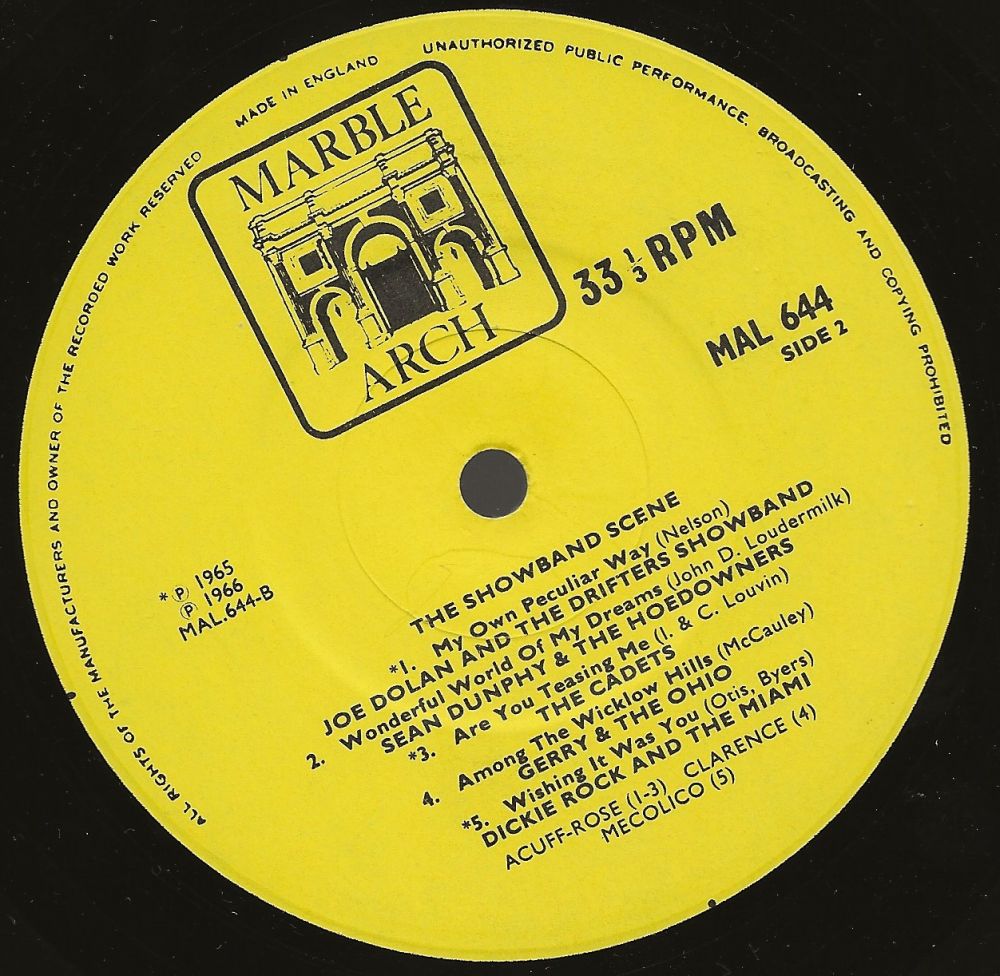 ALL RIGHTS OF THE MANUFACTURERS AND OWNER OF THE RECORDED WORK RESERVED
MADE IN ENGLAND
UNAUTHORIZED PUBLIC PERFORMANCE, BROADCASTING AND COPYING PROHIBITED
MARBLE
ARCH
33 1/3 RPM
MAL 644
SIDE 2
*℗ 1965
℗ 1966
MAL.644-B
THE SHOWBAND SCENE
*1. My Own Peculiar Way (Nelson)
JOE DOLAN AND THE DRIFTERS SHOWBAND
2. Wonderful World Of My Dreams (John D. Loudermilk)
SEAN DUNPHY & THE HOEDOWNERS
*3. Are You Teasing Me (I. & C. Louvin)
THE CADETS
4. Among The Wicklow Hills (McCauley)
GERRY & THE OHIO
*5. Wishing It Was You (Otis, Byers)
DICKIE ROCK AND THE MIAMI
ACUFF-ROSE (1-3) CLARENCE (4)
MECOLICO (5)